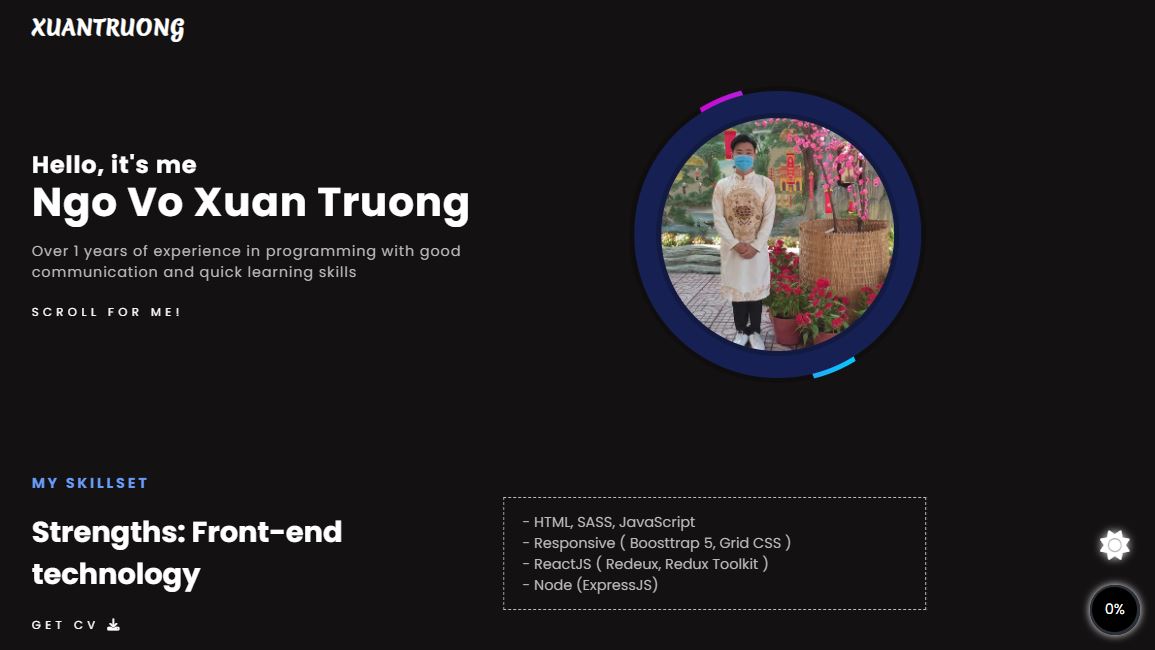 XUANTRUONG
Hello, it's me
Ngo Vo Xuan Truong
Over 1 years of experience in programming with good
communication and quick learning skills
SCROLL FOR ME!
MY SKILLSET
Strengths: Front-end
technology
GET CV
- HTML, SASS, JavaScript
- Responsive ( Boosttrap 5, Grid CSS )
- ReactJS ( Redeux, Redux Toolkit )
- Node (ExpressJS)
0%